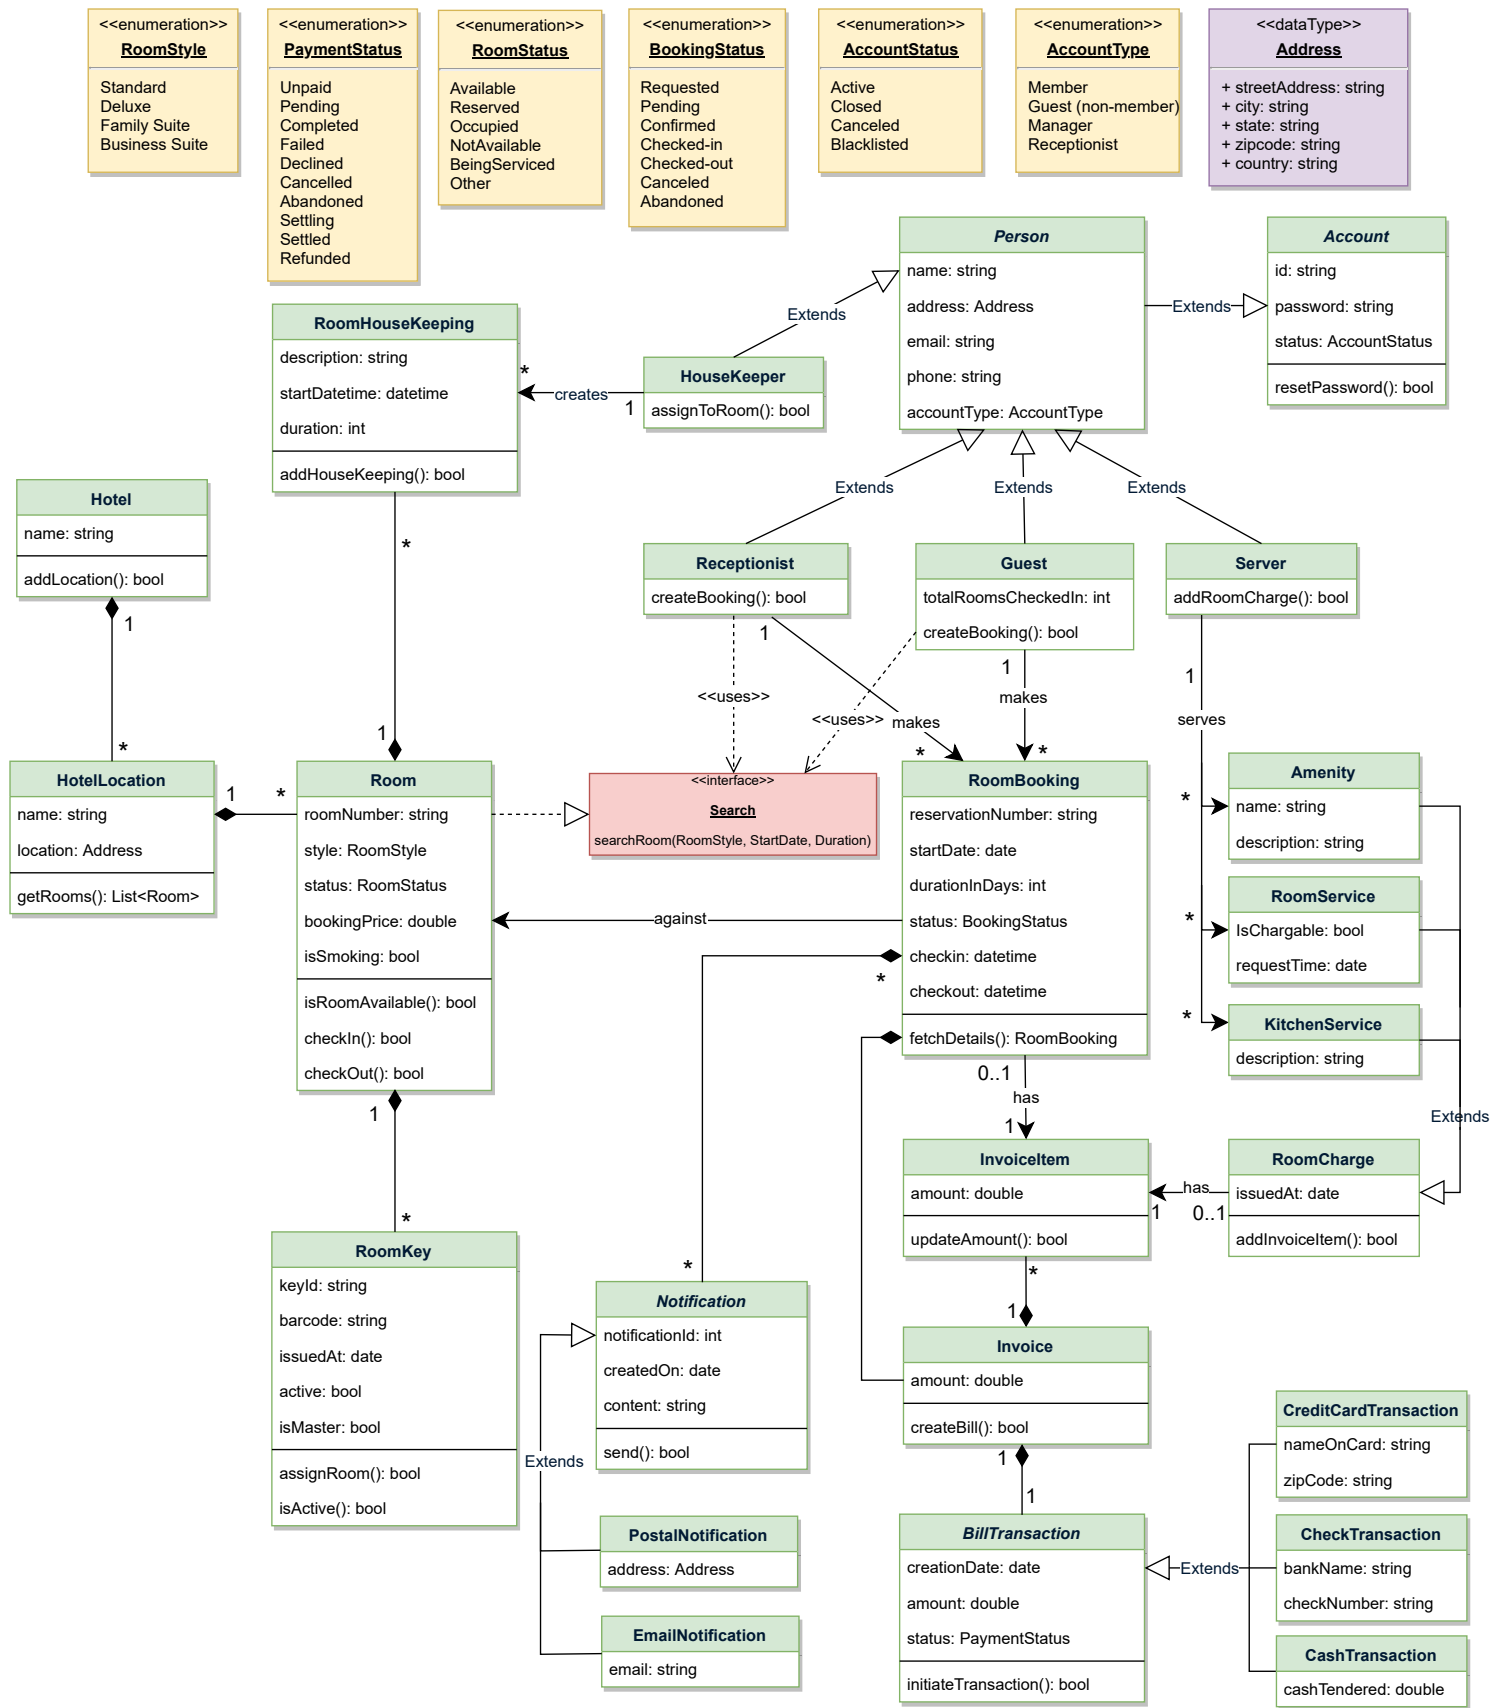 <<enumeration>>
RoomStyle
Standard
Deluxe
Family Suite
Business Suite
<<enumeration>>
PaymentStatus
Unpaid
Pending
Completed
Failed
Declined
Cancelled
Abandoned
Settling
Settled
Refunded
<<enumeration>>
RoomStatus
Available
Reserved
Occupied
NotAvailable
BeingServiced
Other
<<enumeration>>
BookingStatus
Requested
Pending
Confirmed
Checked-in
Checked-out
Canceled
Abandoned
<<enumeration>>
AccountStatus
Active
Closed
Canceled
Blacklisted
<<enumeration>>
AccountType
Member
Guest (non-member)
Manager
Receptionist
<<dataType>>
Address
+ streetAddress: string
+ city: string
+ state: string
+ zipcode: string
+ country: string
Person
name: string
address: Address
email: string
phone: string
accountType: AccountType
Extends
Account
id: string
password: string
status: AccountStatus
resetPassword(): bool
Extends
RoomHouseKeeping
description: string
startDatetime: datetime
duration: int
addHouseKeeping(): bool
*
creates
1
HouseKeeper
assignToRoom(): bool
Extends
Extends
Extends
Hotel
name: string
addLocation(): bool
1
*
*
1
Receptionist
createBooking(): bool
1
<<uses>>
makes
*
Guest
totalRoomsCheckedIn: int
createBooking(): bool
1
makes
*
<<uses>>
Server
addRoomCharge(): bool
1
serves
*
*
*
HotelLocation
name: string
location: Address
getRooms(): List<Room>
1
*
Room
roomNumber: string
style: RoomStyle
status: RoomStatus
bookingPrice: double
isSmoking: bool
isRoomAvailable(): bool
checkIn(): bool
checkOut(): bool
<<interface>>
Search
searchRoom(RoomStyle, StartDate, Duration)
against
RoomBooking
reservationNumber: string
startDate: date
durationInDays: int
status: BookingStatus
checkin: datetime
checkout: datetime
fetchDetails(): RoomBooking
*
Amenity
name: string
description: string
RoomService
IsChargable: bool
requestTime: date
KitchenService
description: string
Extends
0..1
has
1
1
*
InvoiceItem
amount: double
updateAmount(): bool
has
1
0..1
RoomCharge
issuedAt: date
addInvoiceItem(): bool
RoomKey
keyId: string
barcode: string
issuedAt: date
active: bool
isMaster: bool
assignRoom(): bool
isActive(): bool
*
Notification
notificationId: int
createdOn: date
content: string
send(): bool
Extends
PostalNotification
address: Address
EmailNotification
email: string
*
1
Invoice
amount: double
createBill(): bool
1
1
BillTransaction
creationDate: date
amount: double
status: PaymentStatus
initiateTransaction(): bool
Extends
CreditCardTransaction
nameOnCard: string
zipCode: string
CheckTransaction
bankName: string
checkNumber: string
CashTransaction
cashTendered: double